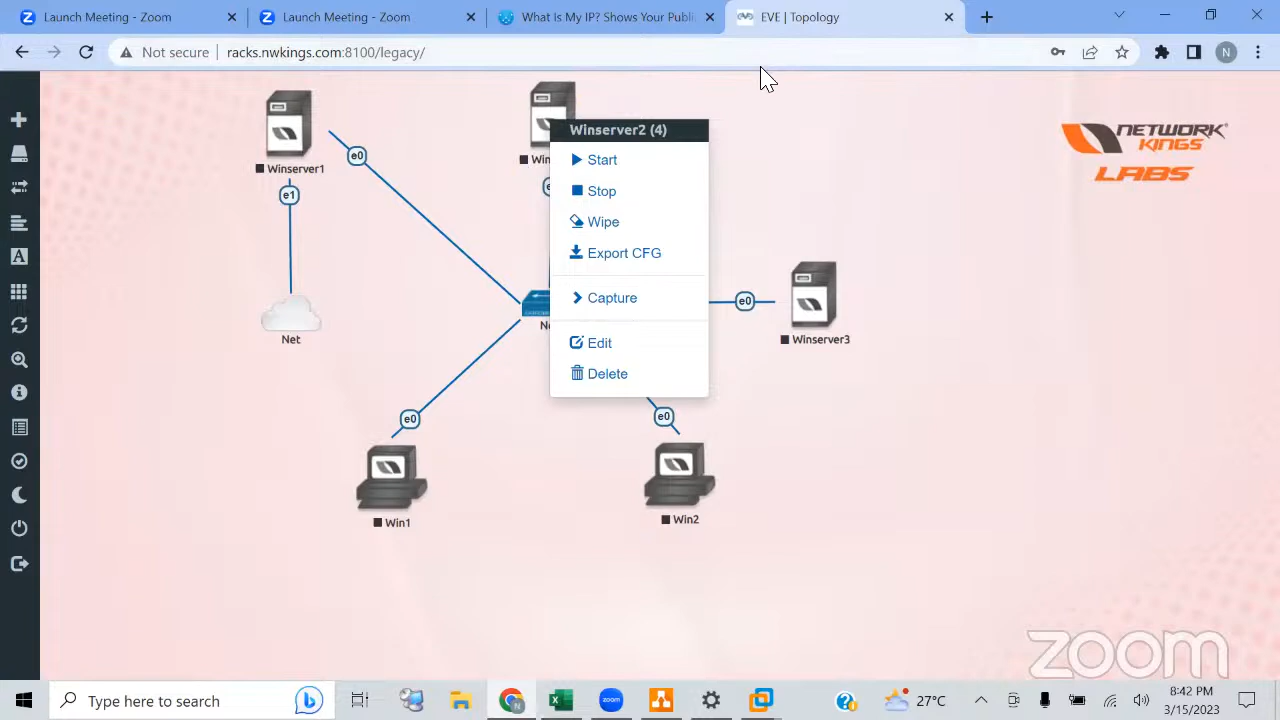 Launch Meeting - Zoom
Launch Meeting - Zoom
What Is My IP? Shows Your Publi
EVE | Topology
Not secure
racks.nwkings.com:8100/legacy/
N
NETWORK
KINGS
LABS
Winserver1
e0
e1
Net
Win
Winserver2 (4)
Start
Stop
Wipe
Export CFG
Capture
Edit
Delete
e0
Winserver3
e0
Win1
e0
Win2
zoom
Type here to search
27°C
8:42 PM
3/15/2023